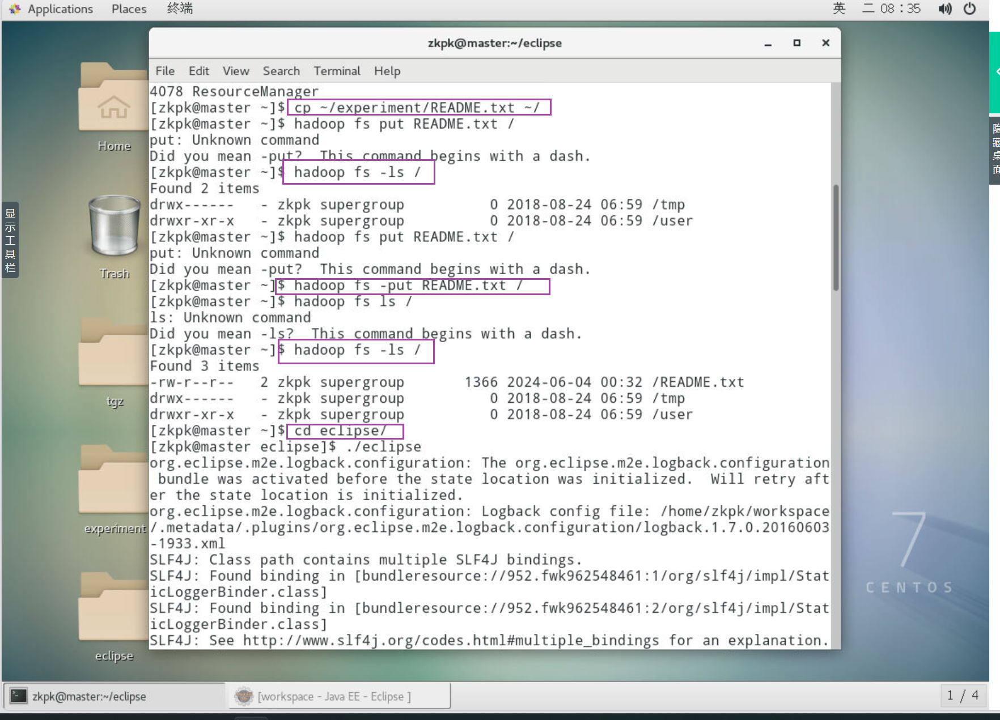 Applications Places 终端 英 二 08：35
zkpk@master:~/eclipse
File Edit View Search Terminal Help
4078 ResourceManager
[zkpk@master ~]$ cp ~/experiment/README.txt ~/
[zkpk@master ~]$ hadoop fs put README.txt /
put: Unknown command
Did you mean -put?  This command begins with a dash.
[zkpk@master ~]$ hadoop fs -ls /
Found 2 items
drwx------   - zkpk supergroup          0 2018-08-24 06:59 /tmp
drwxr-xr-x   - zkpk supergroup          0 2018-08-24 06:59 /user
[zkpk@master ~]$ hadoop fs put README.txt /
put: Unknown command
Did you mean -put?  This command begins with a dash.
[zkpk@master ~]$ hadoop fs -put README.txt /
[zkpk@master ~]$ hadoop fs ls /
ls: Unknown command
Did you mean -ls?  This command begins with a dash.
[zkpk@master ~]$ hadoop fs -ls /
Found 3 items
-rw-r--r--   2 zkpk supergroup       1366 2024-06-04 00:32 /README.txt
drwx------   - zkpk supergroup          0 2018-08-24 06:59 /tmp
drwxr-xr-x   - zkpk supergroup          0 2018-08-24 06:59 /user
[zkpk@master ~]$ cd eclipse/
[zkpk@master eclipse]$ ./eclipse
org.eclipse.m2e.logback.configuration: The org.eclipse.m2e.logback.configuration
 bundle was activated before the state location was initialized.  Will retry aft
er the state location is initialized.
org.eclipse.m2e.logback.configuration: Logback config file: /home/zkpk/workspace
/.metadata/.plugins/org.eclipse.m2e.logback.configuration/logback.1.7.0.20160603
-1933.xml
SLF4J: Class path contains multiple SLF4J bindings.
SLF4J: Found binding in [bundleresource://952.fwk962548461:1/org/slf4j/impl/Stat
icLoggerBinder.class]
SLF4J: Found binding in [bundleresource://952.fwk962548461:2/org/slf4j/impl/Stat
icLoggerBinder.class]
SLF4J: See http://www.slf4j.org/codes.html#multiple_bindings for an explanation.
Home
Trash
tgz
experiment
eclipse
显示工具栏
隐藏桌面
7
CENTOS
zkpk@master:~/eclipse
[workspace - Java EE - Eclipse ]
1 / 4